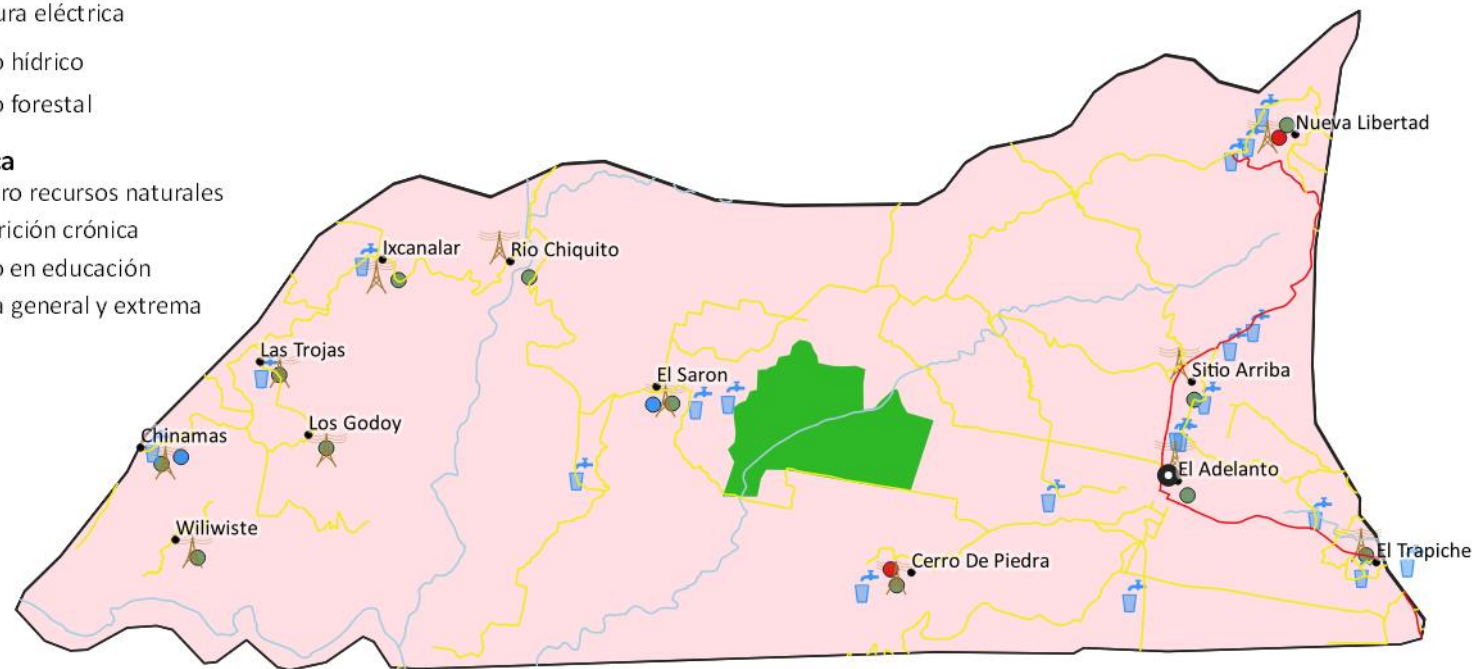 ura eléctrica
o hídrico
o forestal
ca
ro recursos naturales
rición crónica
o en educación
a general y extrema
Nueva Libertad
Ixcanalar
Rio Chiquito
Las Trojas
El Saron
Sitio Arriba
Los Godoy
Chinamas
El Adelanto
Wiliwiste
Cerro De Piedra
El Trapiche